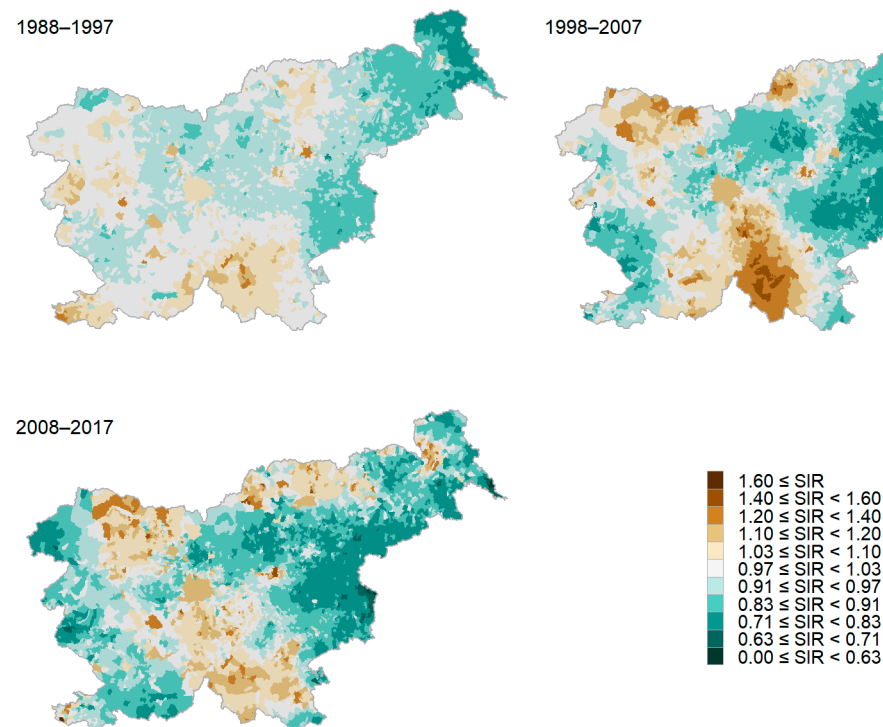 1988–1997
1998–2007
2008–2017
1.60 ≤ SIR
1.40 ≤ SIR < 1.60
1.20 ≤ SIR < 1.40
1.10 ≤ SIR < 1.20
1.03 ≤ SIR < 1.10
0.97 ≤ SIR < 1.03
0.91 ≤ SIR < 0.97
0.83 ≤ SIR < 0.91
0.71 ≤ SIR < 0.83
0.63 ≤ SIR < 0.71
0.00 ≤ SIR < 0.63